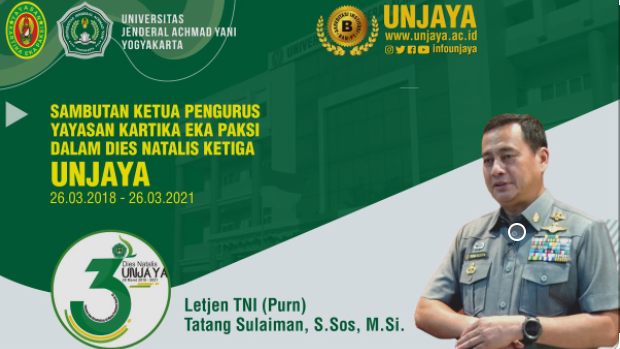 UNIVERSITAS
JENDERAL ACHMAD YANI
YOGYAKARTA
B
UNJAYA
www.unjaya.ac.id
infounjaya
SAMBUTAN KETUA PENGURUS
YAYASAN KARTIKA EKA PAKSI
DALAM DIES NATALIS KETIGA
UNJAYA
26.03.2018 - 26.03.2021
3
Dies Natalis
UNJAYA
Letjen TNI (Purn)
Tatang Sulaiman, S.Sos, M.Si.